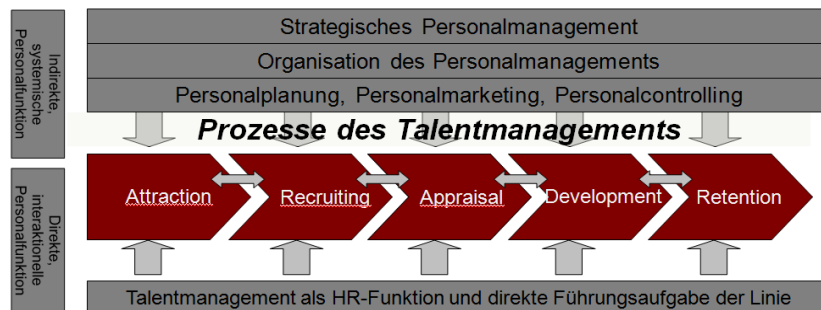 Indirekte,
systemische
Personalfunktion
Strategisches Personalmanagement
Organisation des Personalmanagements
Personalplanung, Personalmarketing, Personalcontrolling
Prozesse des Talentmanagements
Direkte,
interaktionelle
Personalfunktion
Attraction
Recruiting
Appraisal
Development
Retention
Talentmanagement als HR-Funktion und direkte Führungsaufgabe der Linie